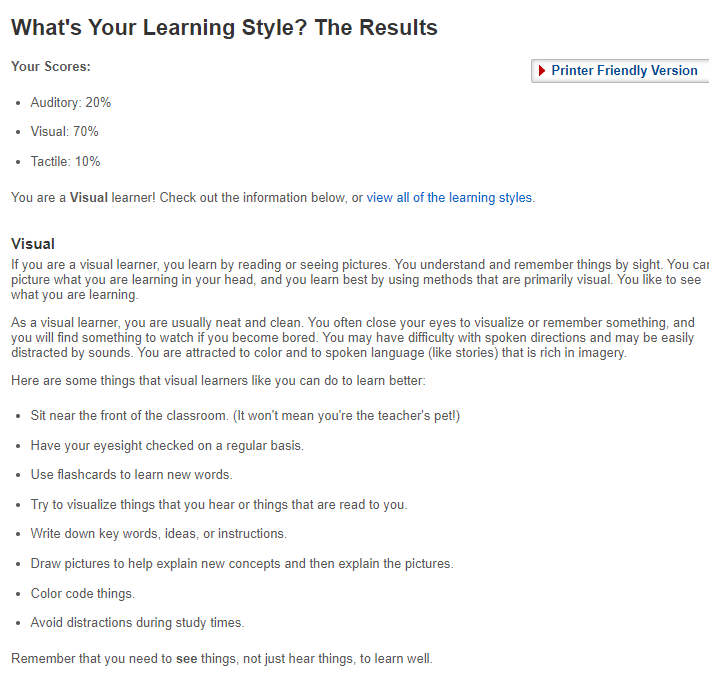 What's Your Learning Style? The Results
Your Scores:
Printer Friendly Version
Auditory: 20%
Visual: 70%
Tactile: 10%
You are a Visual learner! Check out the information below, or view all of the learning styles.
Visual
If you are a visual learner, you learn by reading or seeing pictures. You understand and remember things by sight. You can
picture what you are learning in your head, and you learn best by using methods that are primarily visual. You like to see
what you are learning.
As a visual learner, you are usually neat and clean. You often close your eyes to visualize or remember something, and
you will find something to watch if you become bored. You may have difficulty with spoken directions and may be easily
distracted by sounds. You are attracted to color and to spoken language (like stories) that is rich in imagery.
Here are some things that visual learners like you can do to learn better:
Sit near the front of the classroom. (It won't mean you're the teacher's pet!)
Have your eyesight checked on a regular basis.
Use flashcards to learn new words.
Try to visualize things that you hear or things that are read to you.
Write down key words, ideas, or instructions.
Draw pictures to help explain new concepts and then explain the pictures.
Color code things.
Avoid distractions during study times.
Remember that you need to see things, not just hear things, to learn well.